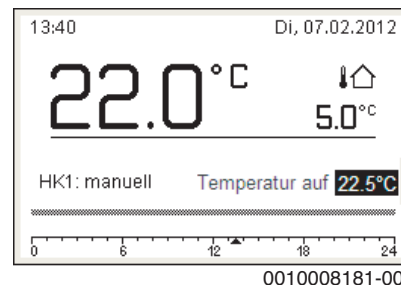 13:40 Di, 07.02.2012
22.0°C
5.0°C
HK1: manuell Temperatur auf 22.5°C
0 6 12 18 24
0010008181-00